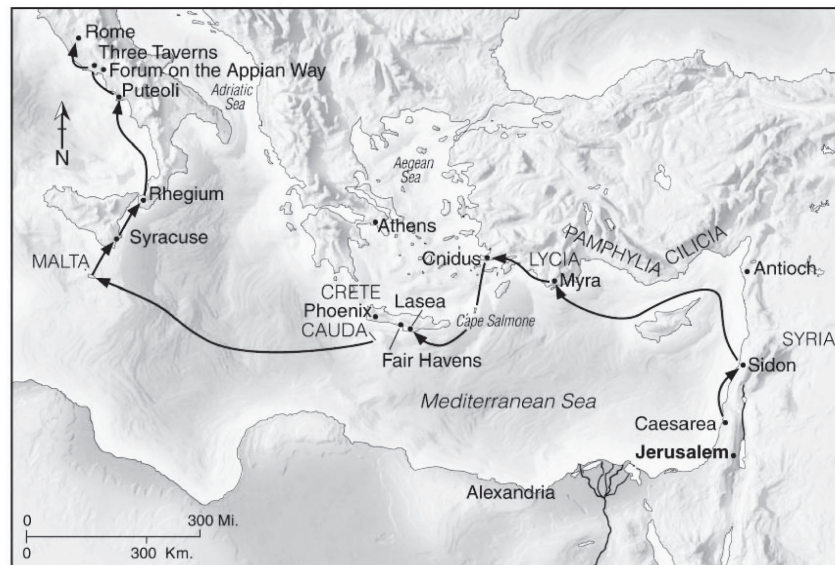 Rome
Three Taverns
Forum on the Appian Way
Puteoli
Adriatic
Sea
N
Aegean
Sea
Rhegium
Athens
Syracuse
MALTA
Cnidus
LYCIA
PAMPHYLIA
CILICIA
Antioch
Myra
CRETE
Lasea
Phoenix
CAUDA
Cape Salmone
Fair Havens
SYRIA
Sidon
Mediterranean Sea
Caesarea
Jerusalem
Alexandria
0 300 Mi.
0 300 Km.